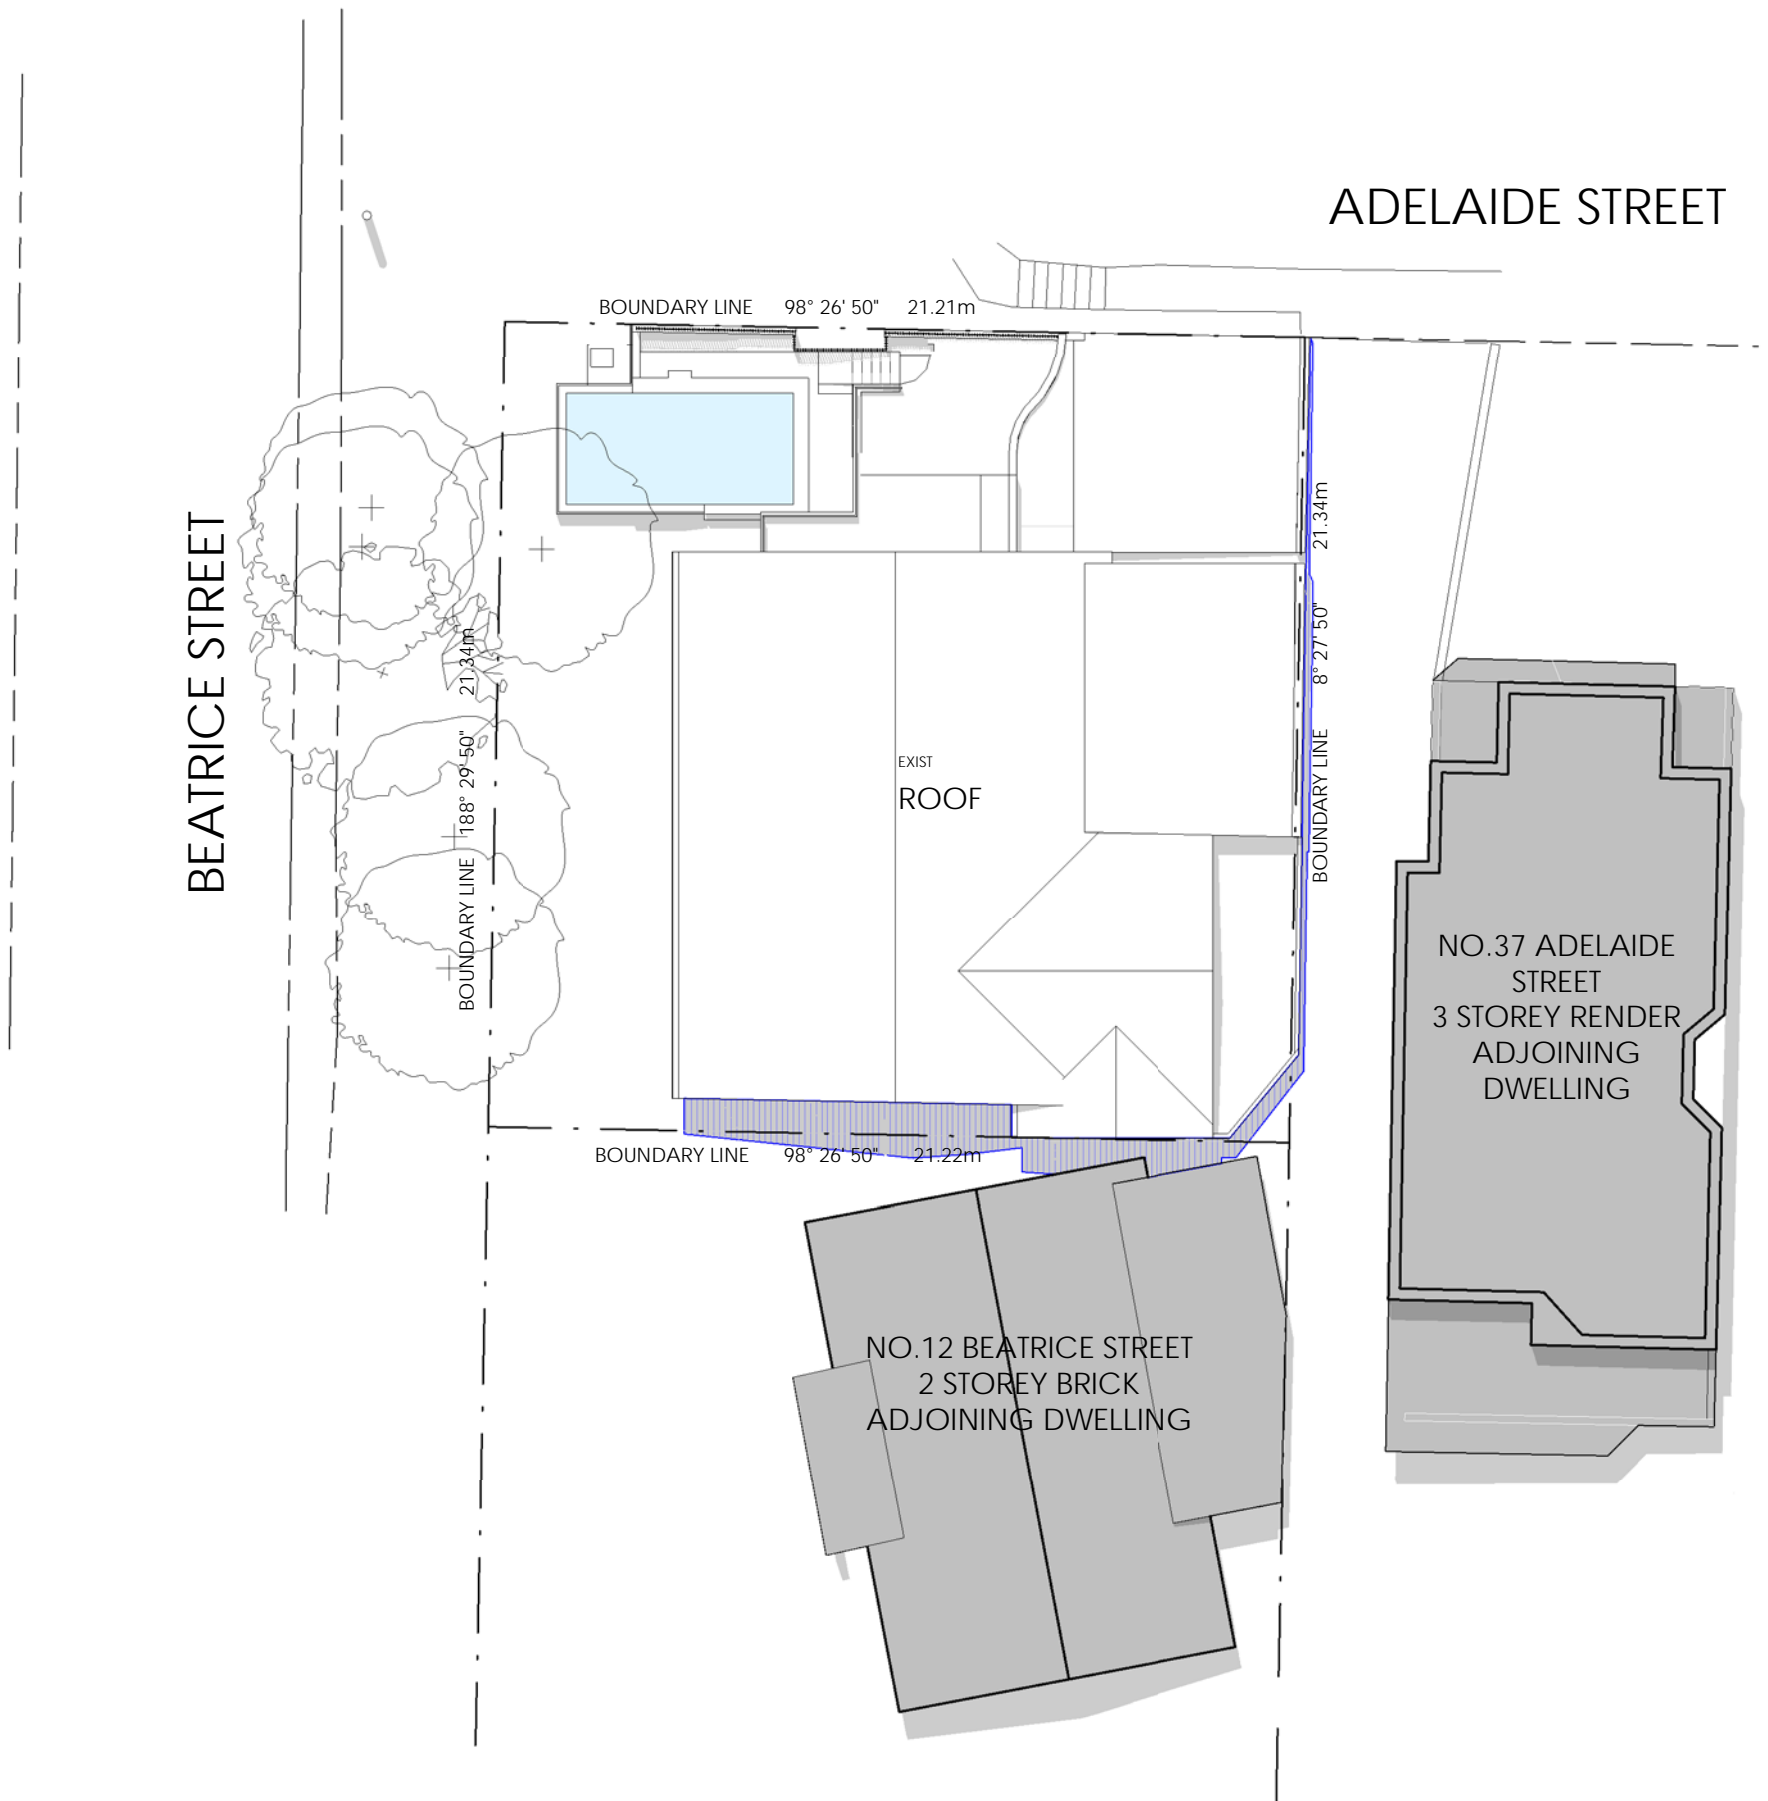 ADELAIDE STREET
BOUNDARY LINE 98° 26' 50" 21.21m
BEATRICE STREET
BOUNDARY LINE 188° 29' 50" 21.34m
BOUNDARY LINE 8° 27' 50" 21.34m
EXIST
ROOF
NO.37 ADELAIDE
STREET
3 STOREY RENDER
ADJOINING
DWELLING
BOUNDARY LINE 98° 26' 50" 21.22m
NO.12 BEATRICE STREET
2 STOREY BRICK
ADJOINING DWELLING